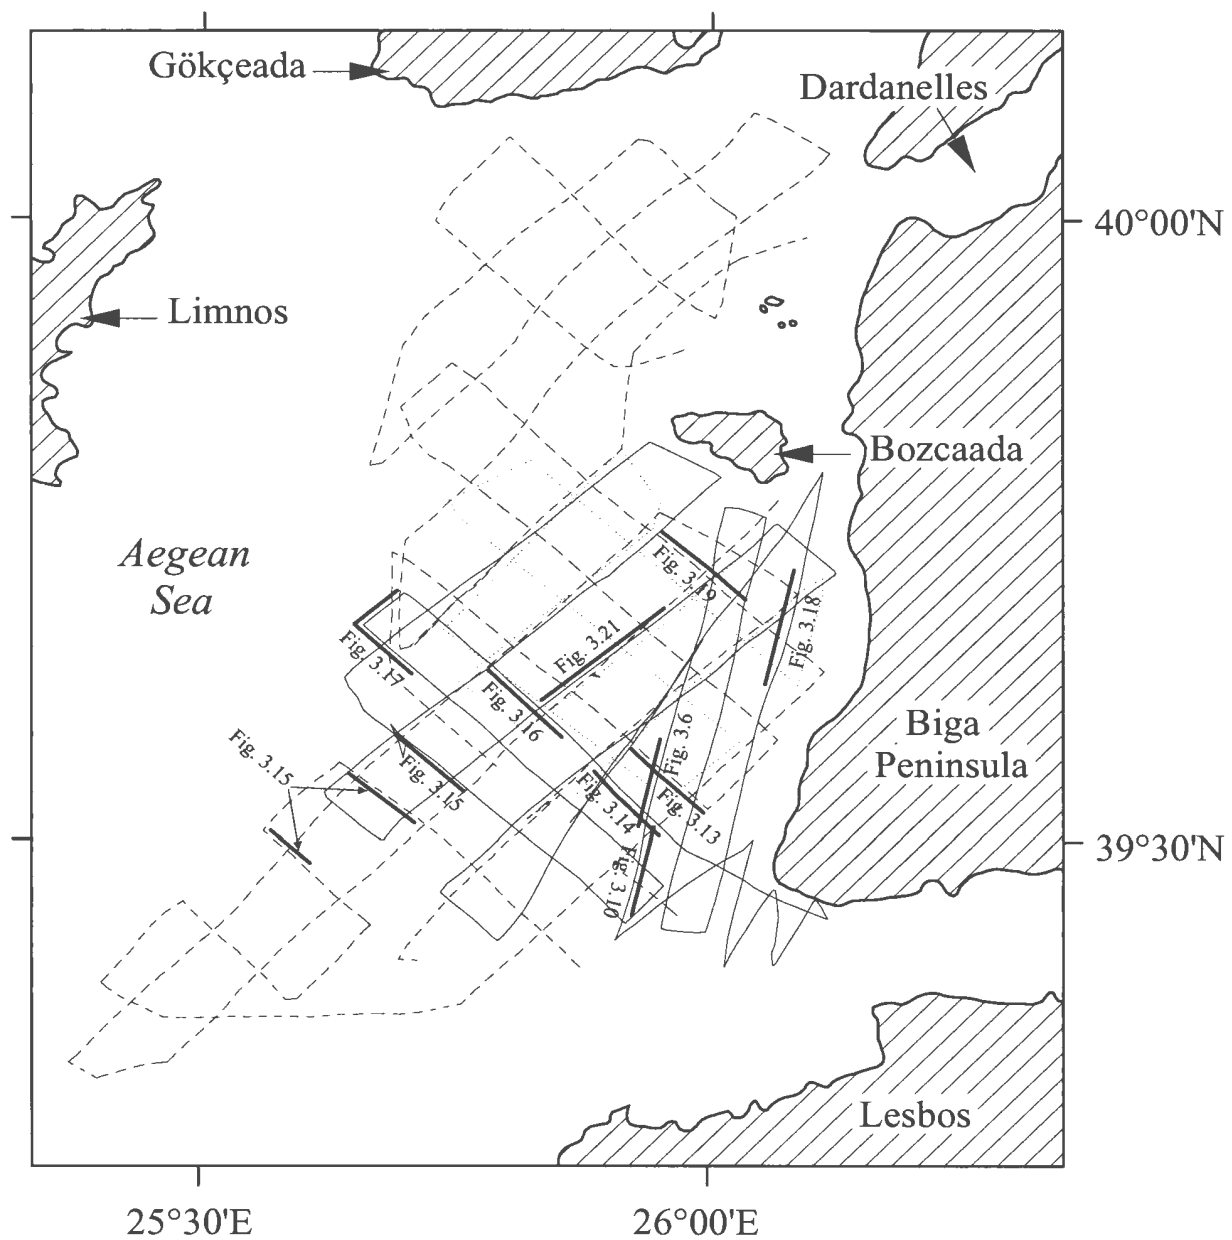 Gökçeada
Dardanelles
40°00'N
Limnos
Bozcaada
Aegean
Sea
Fig. 3.19
Fig. 3.18
Fig. 3.21
Fig. 3.17
Fig. 3.16
Fig. 3.6
Biga
Peninsula
Fig. 3.15
Fig. 3.15
Fig. 3.14
Fig. 3.13
39°30'N
Fig. 3.10
Lesbos
25°30'E
26°00'E